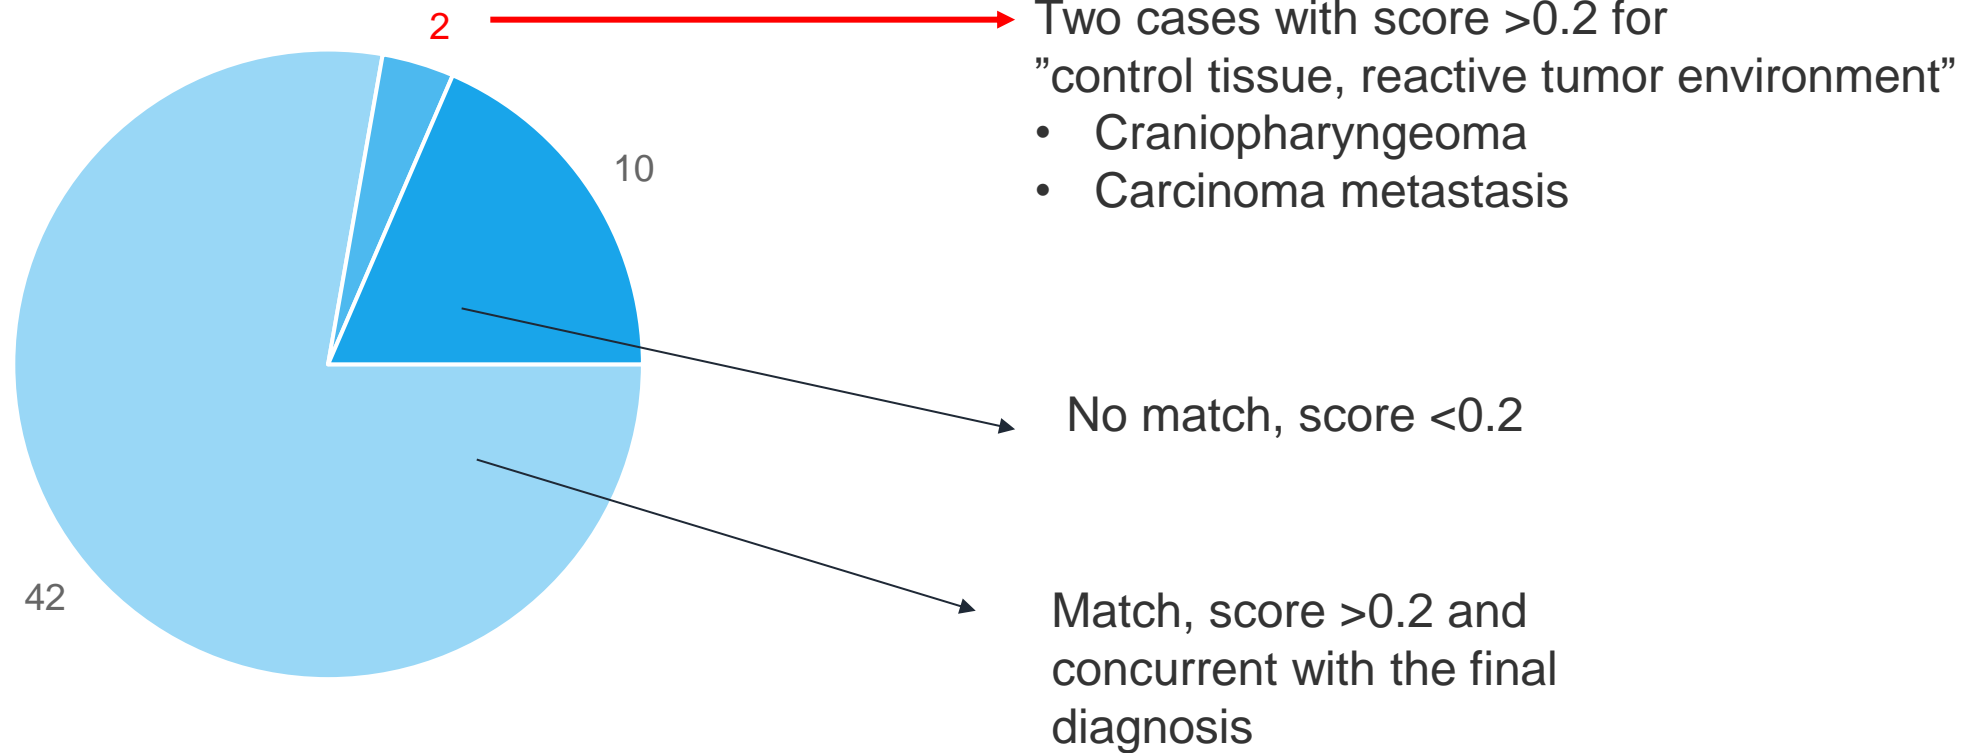 2
Two cases with score >0.2 for
”control tissue, reactive tumor environment”
• Craniopharyngeoma
• Carcinoma metastasis
10
No match, score <0.2
42
Match, score >0.2 and
concurrent with the final
diagnosis